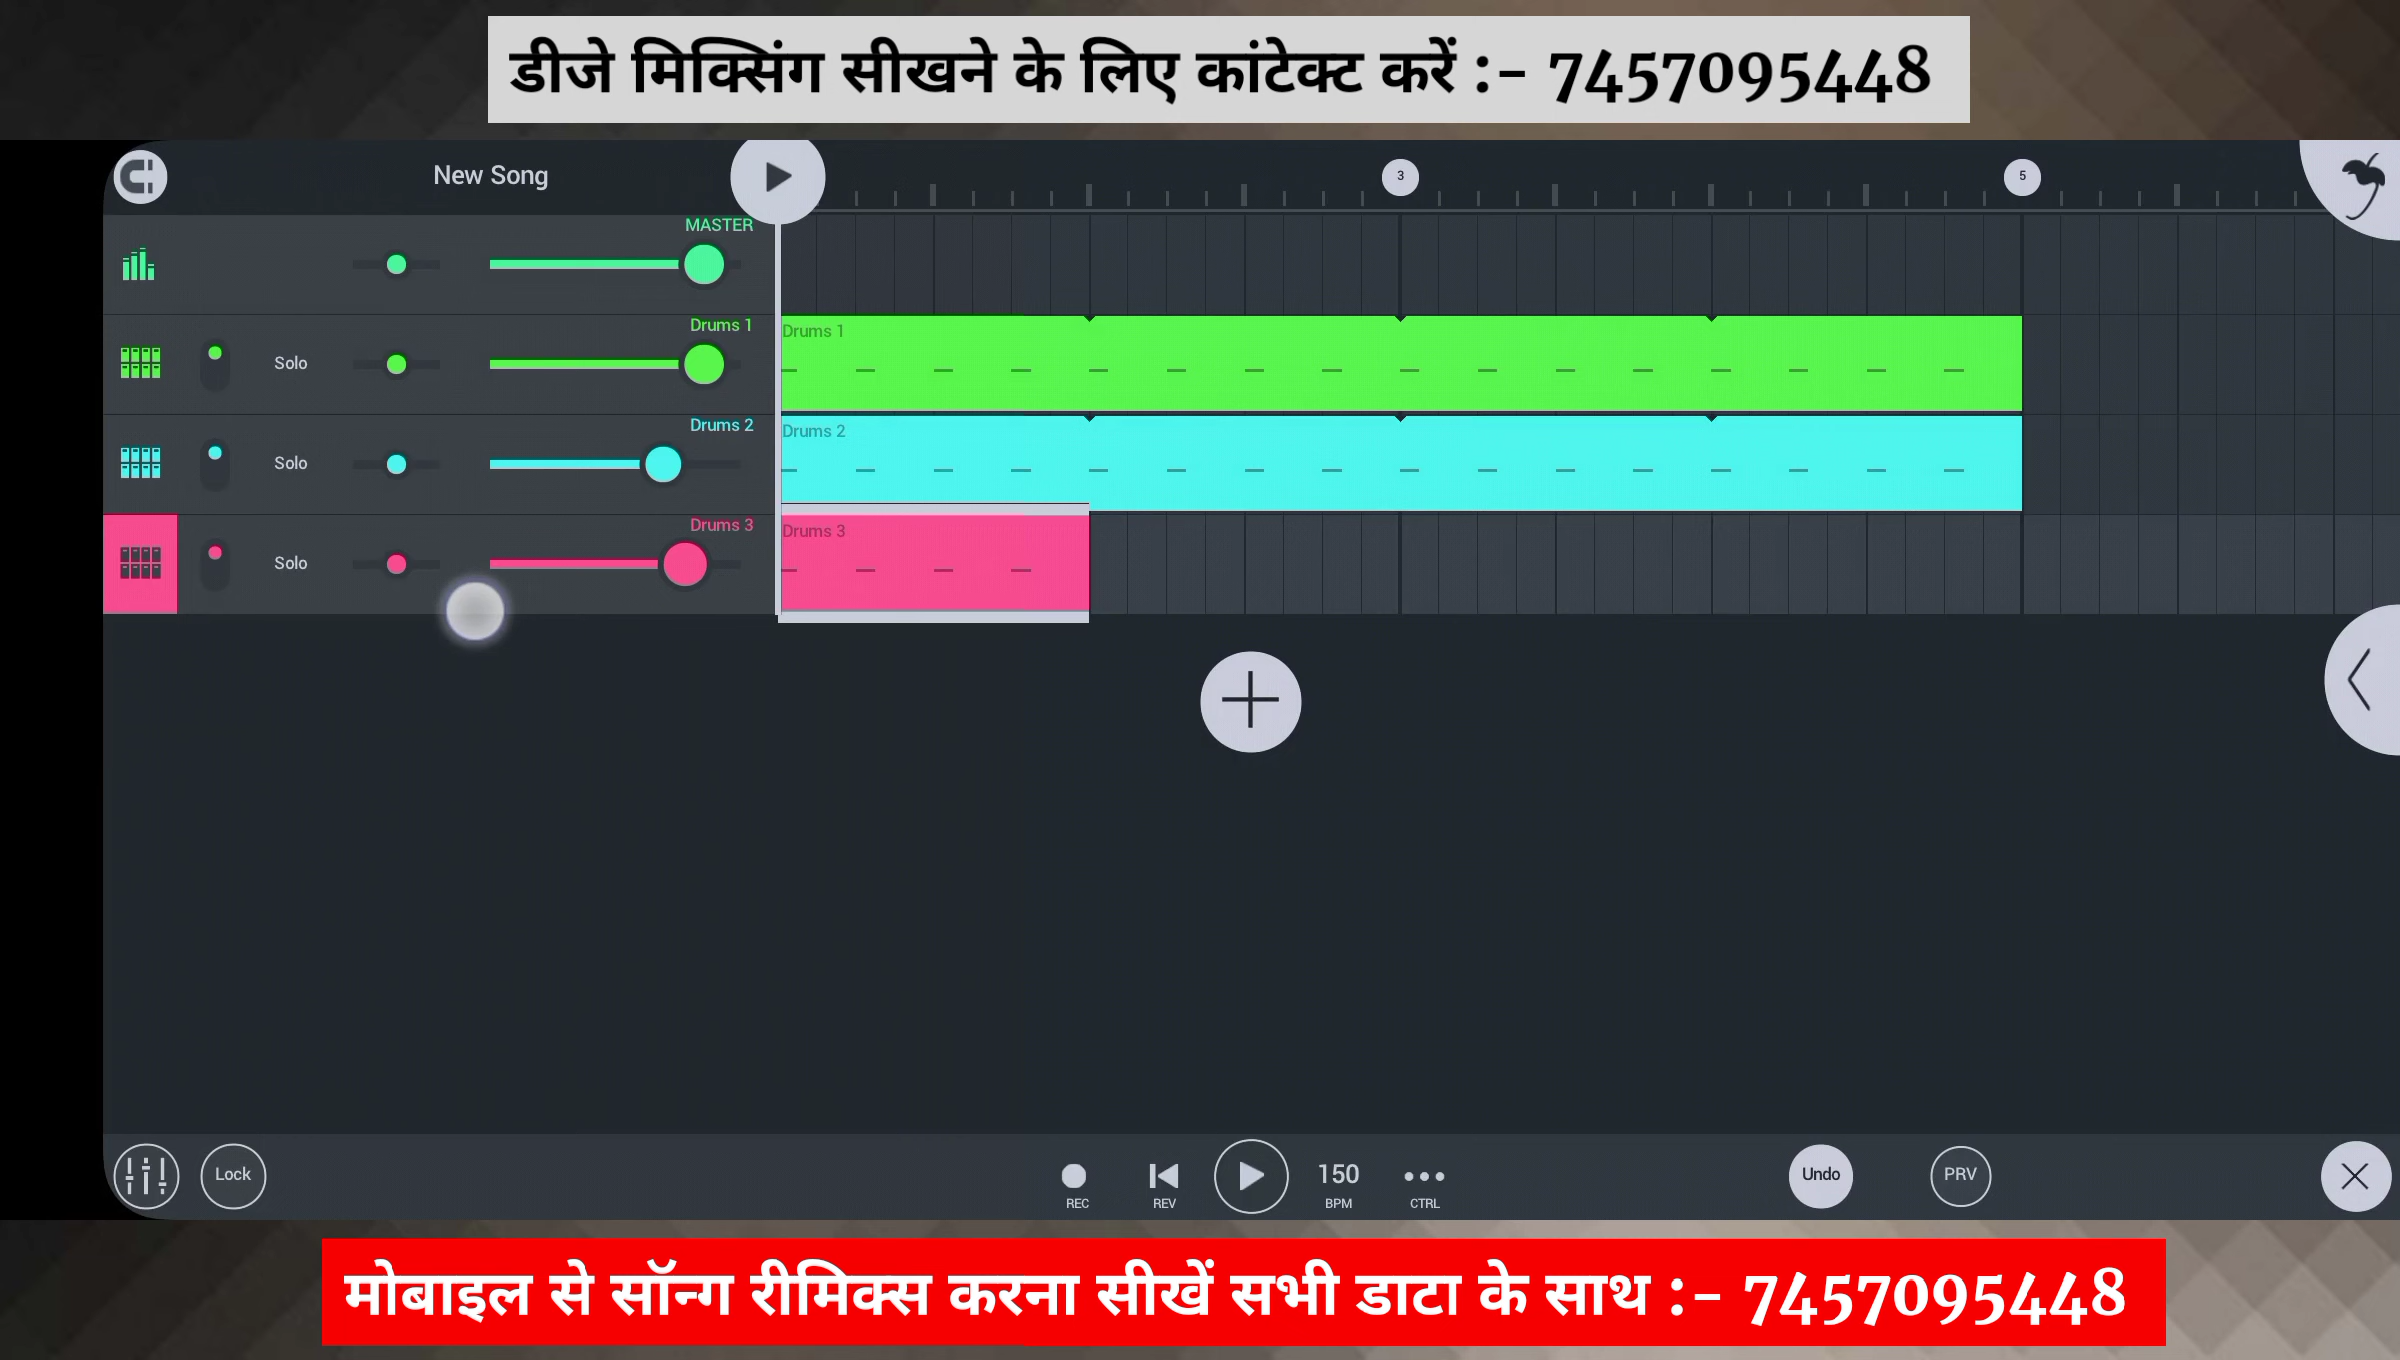 डीजे मिक्सिंग सीखने के लिए कांटेक्ट करें :- 7457095448
New Song
3
5
MASTER
Drums 1
Drums 1
Solo
Drums 2
Drums 2
Solo
Drums 3
Drums 3
Solo
Lock
REC
REV
150
BPM
CTRL
Undo
PRV
मोबाइल से सॉन्ग रीमिक्स करना सीखें सभी डाटा के साथ :- 7457095448